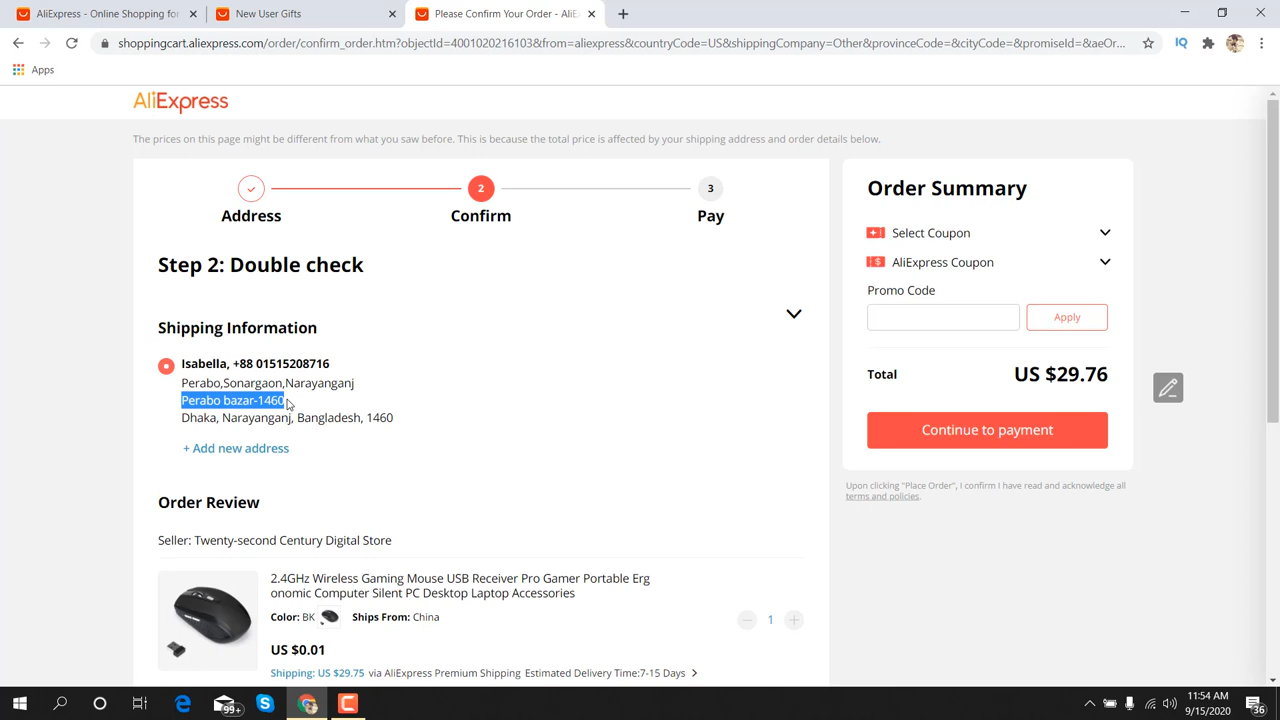 AliExpress - Online Shopping for
New User Gifts
Please Confirm Your Order - AliE
shoppingcart.aliexpress.com/order/confirm_order.htm?objectId=4001020216103&from=aliexpress&countryCode=US&shippingCompany=Other&provinceCode=&cityCode=&promiseId=&aeOr...
IQ
Apps
AliExpress
The prices on this page might be different from what you saw before. This is because the total price is affected by your shipping address and order details below.
2
3
Address
Confirm
Pay
Step 2: Double check
Shipping Information
Isabella, +88 01515208716
Perabo,Sonargaon,Narayanganj
Perabo bazar-1460
Dhaka, Narayanganj, Bangladesh, 1460
+ Add new address
Order Review
Seller: Twenty-second Century Digital Store
2.4GHz Wireless Gaming Mouse USB Receiver Pro Gamer Portable Erg
onomic Computer Silent PC Desktop Laptop Accessories
Color: BK Ships From: China
1
US $0.01
Shipping: US $29.75 via AliExpress Premium Shipping Estimated Delivery Time:7-15 Days
Order Summary
Select Coupon
AliExpress Coupon
Promo Code
Apply
Total US $29.76
Continue to payment
Upon clicking "Place Order", I confirm I have read and acknowledge all
terms and policies.
99+
11:54 AM
9/15/2020
36